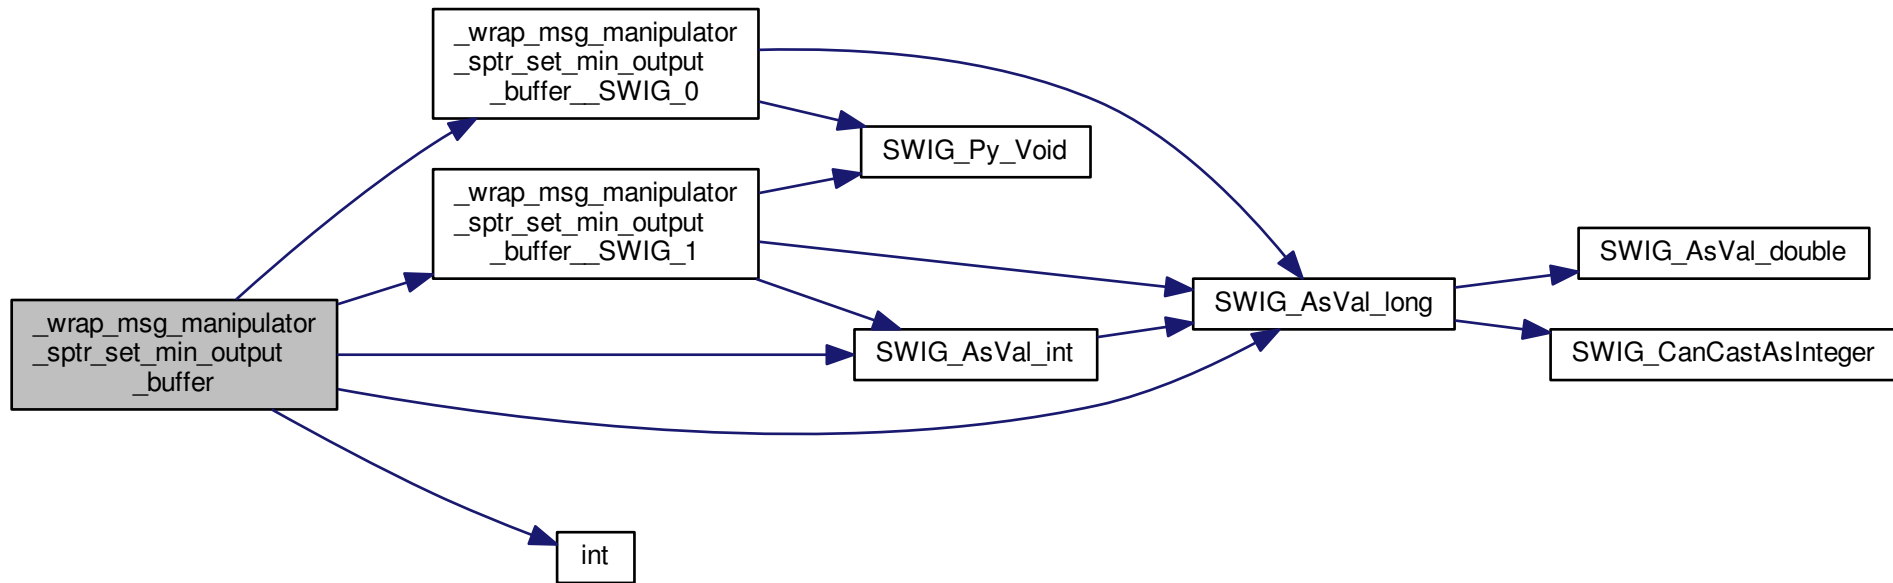 _wrap_msg_manipulator
_sptr_set_min_output
_buffer__SWIG_0
SWIG_Py_Void
_wrap_msg_manipulator
_sptr_set_min_output
_buffer__SWIG_1
SWIG_AsVal_double
SWIG_AsVal_long
_wrap_msg_manipulator
_sptr_set_min_output
_buffer
SWIG_AsVal_int
SWIG_CanCastAsInteger
int